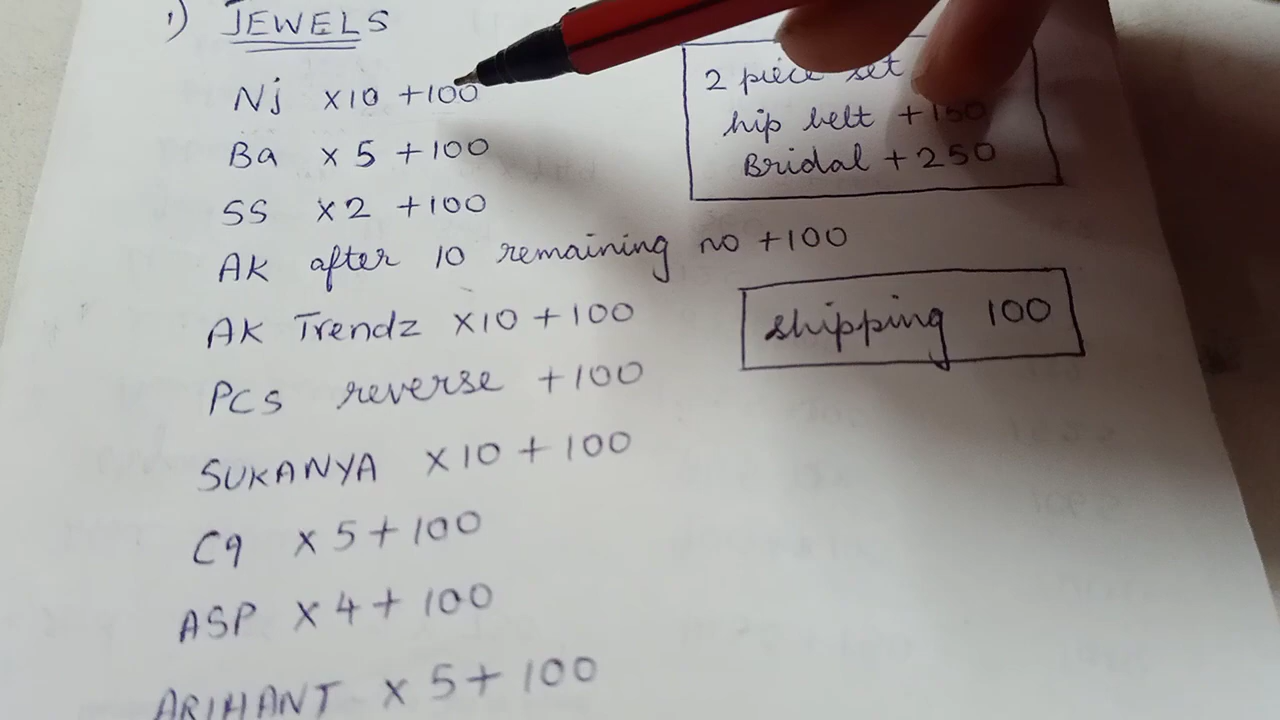 1) JEWELS
Nj x10 +100
Ba x 5 +100
SS x2 +100
AK after 10 remaining no +100
AK Trendz x10 +100
PCs reverse +100
SUKANYA x10 + 100
C9 x 5+100
ASP x 4 + 100
ARIHANT x 5+ 100
2 piece set
hip belt +150
Bridal +250
shipping 100